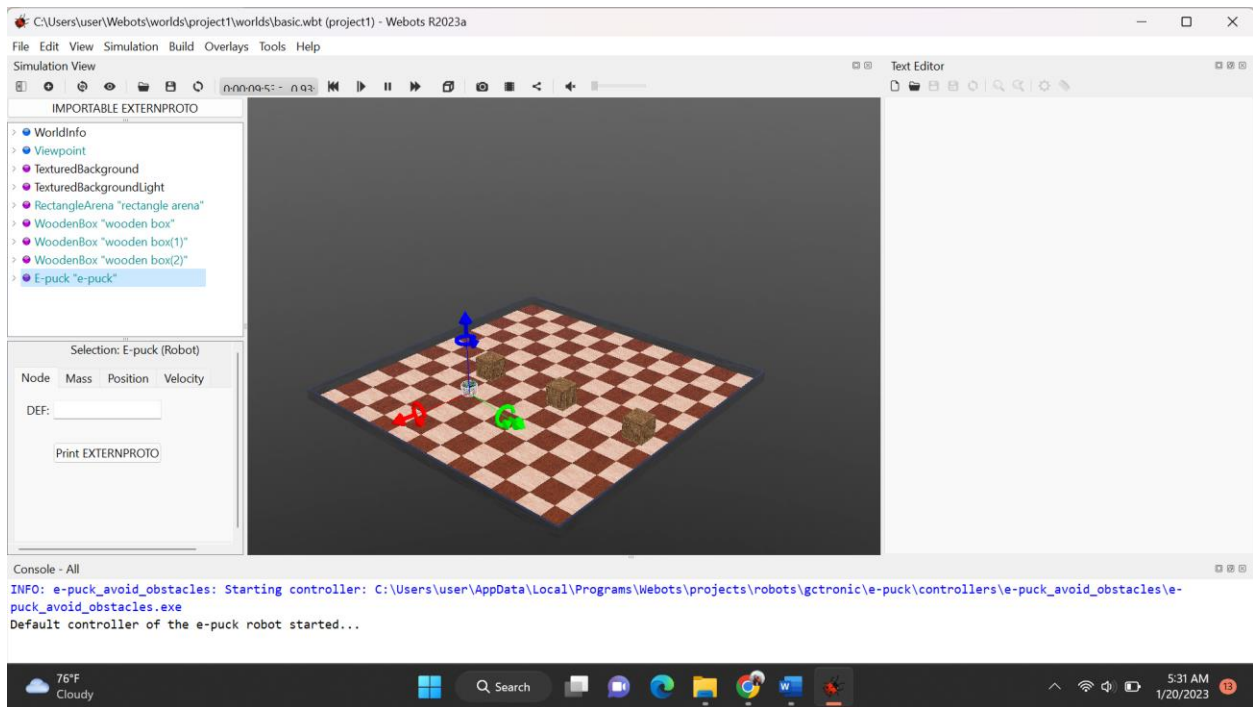 C:\Users\user\Webots\worlds\project1\worlds\basic.wbt (project1) - Webots R2023a
File Edit View Simulation Build Overlays Tools Help
Simulation View
Text Editor
IMPORTABLE EXTERNPROTO
WorldInfo
Viewpoint
TexturedBackground
TexturedBackgroundLight
RectangleArena "rectangle arena"
WoodenBox "wooden box"
WoodenBox "wooden box(1)"
WoodenBox "wooden box(2)"
E-puck "e-puck"
Selection: E-puck (Robot)
Node Mass Position Velocity
DEF:
Print EXTERNPROTO
Console - All
INFO: e-puck_avoid_obstacles: Starting controller: C:\Users\user\AppData\Local\Programs\Webots\projects\robots\gctronic\e-puck\controllers\e-puck_avoid_obstacles\e-
puck_avoid_obstacles.exe
Default controller of the e-puck robot started...
76°F
Cloudy
Search
5:31 AM
1/20/2023
13